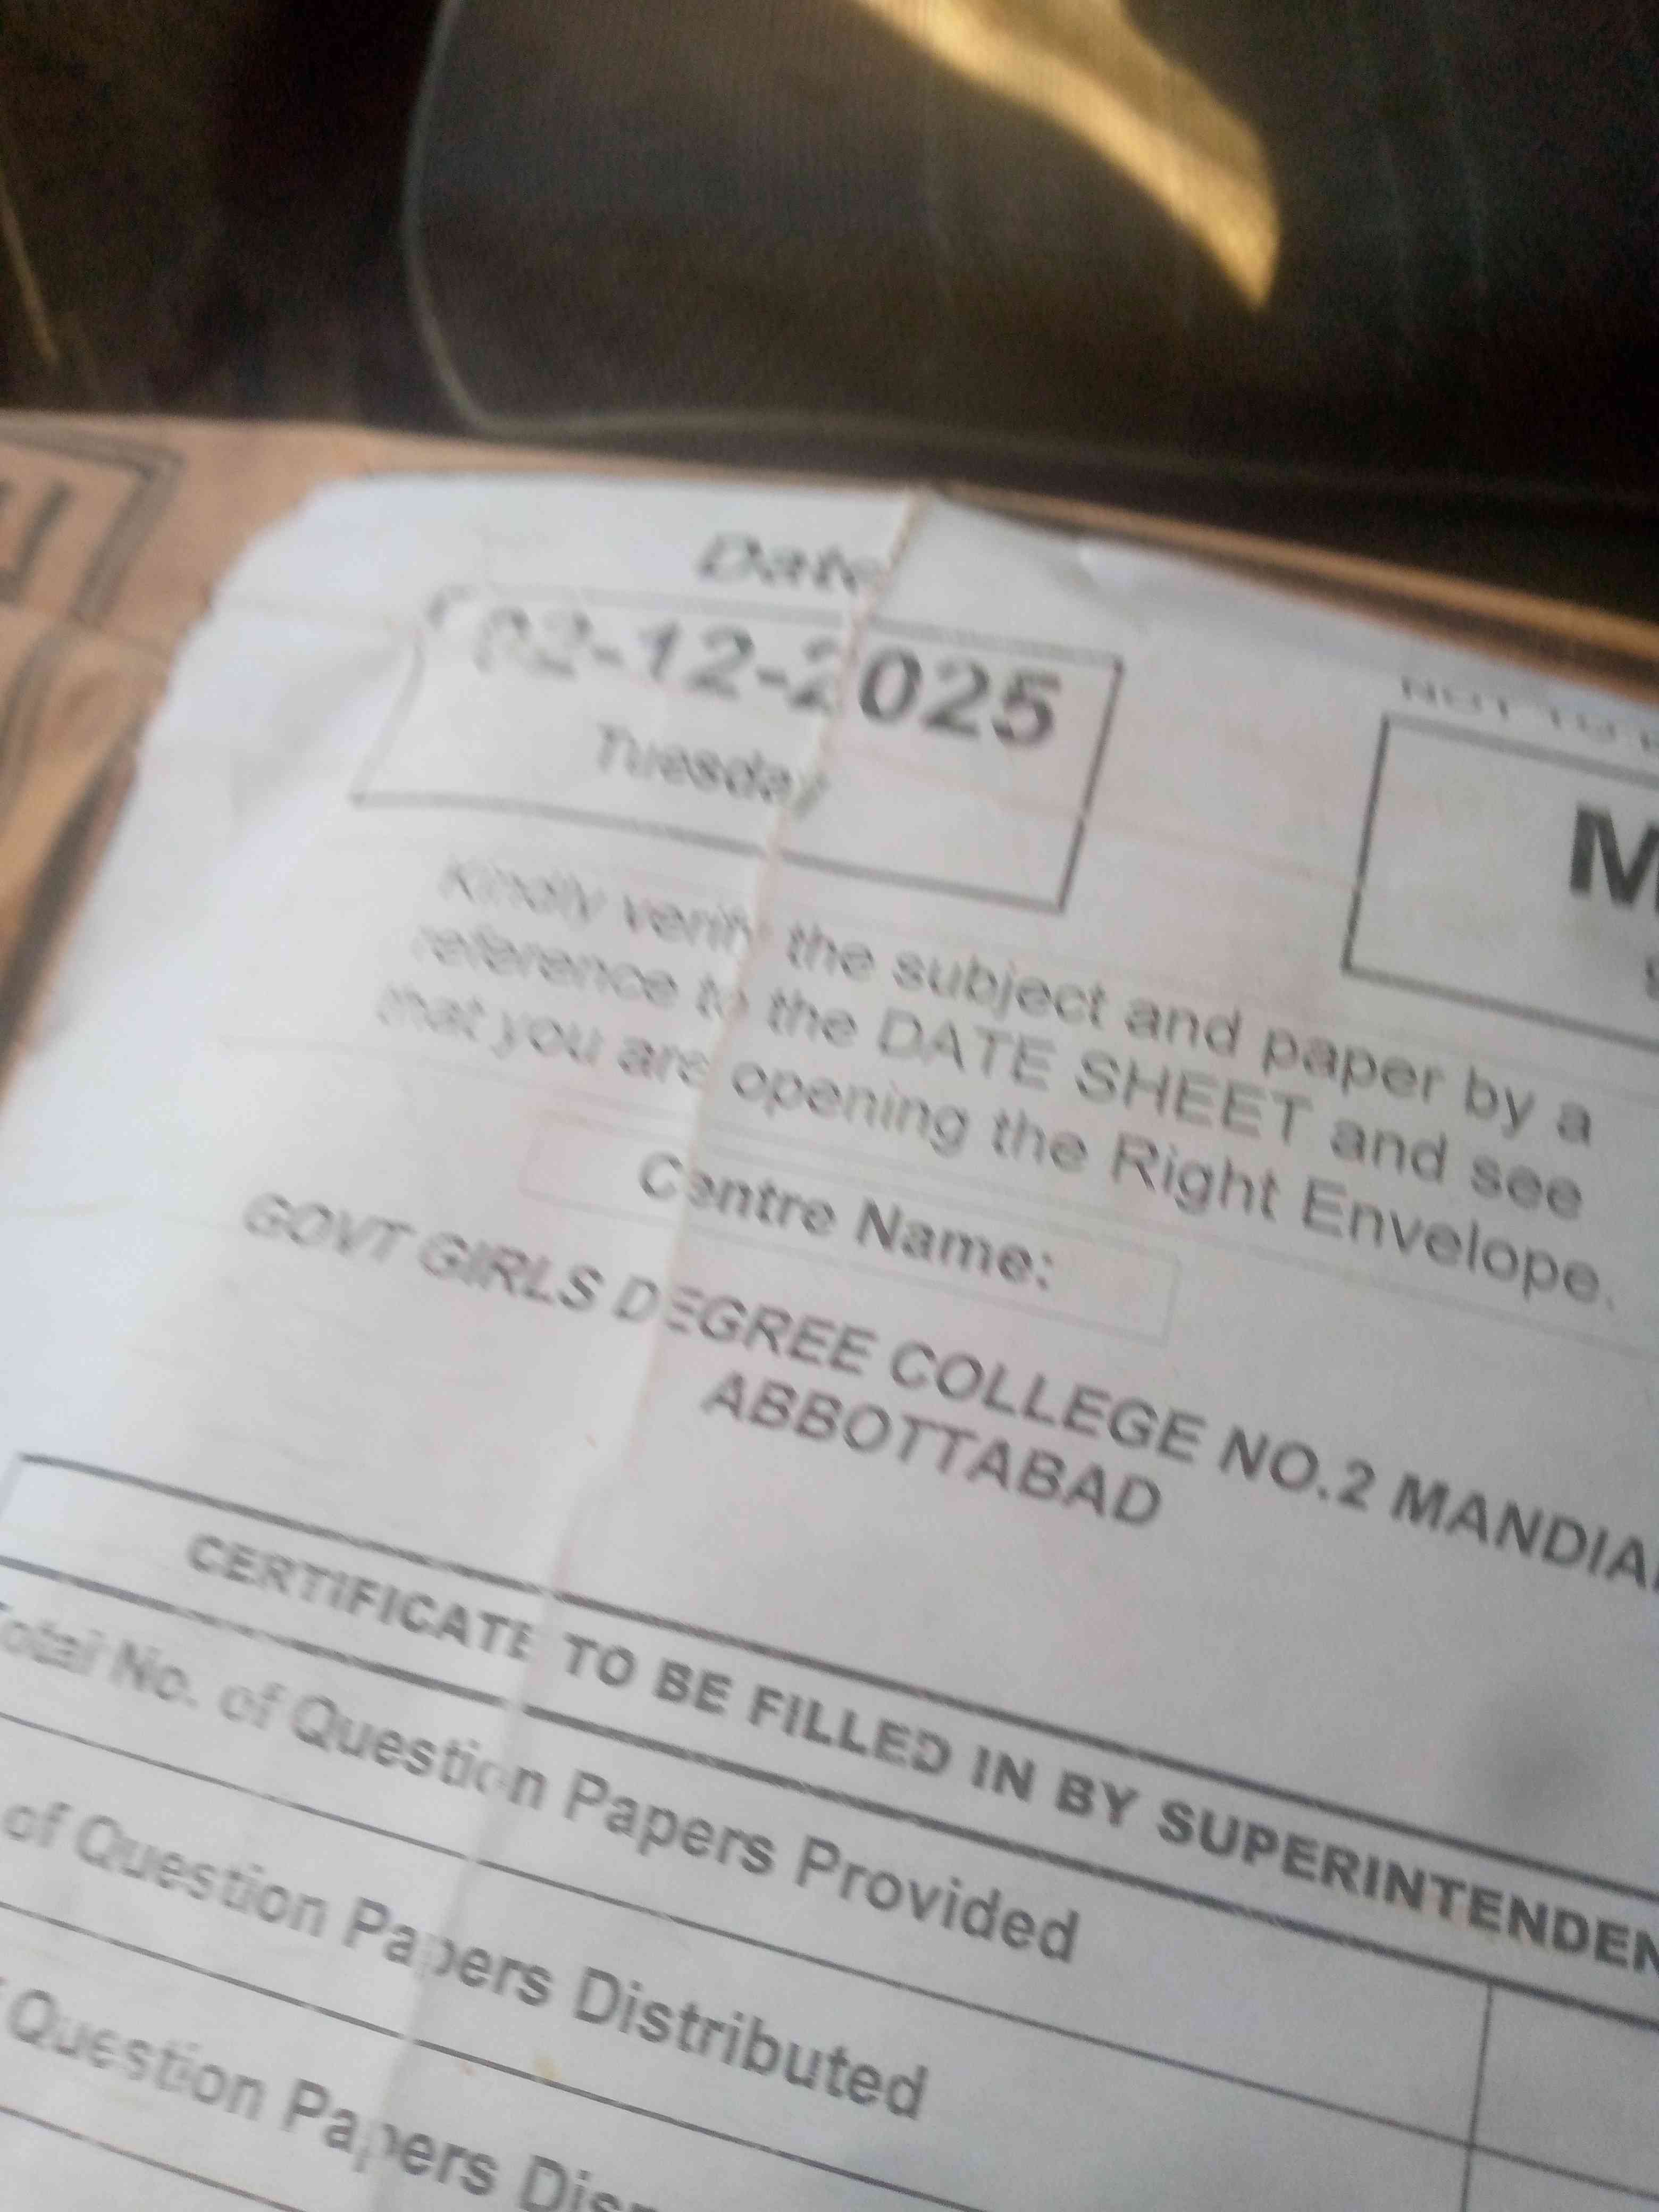 Date
02-12-2025
Tuesday
NOT TO
M
Kindly verify the subject and paper by a
reference to the DATE SHEET and see
that you are opening the Right Envelope.
Centre Name:
GOVT GIRLS DEGREE COLLEGE NO.2 MANDIA
ABBOTTABAD
CERTIFICATE TO BE FILLED IN BY SUPERINTENDEN
Total No. of Question Papers Provided
of Question Papers Distributed
Question Papers